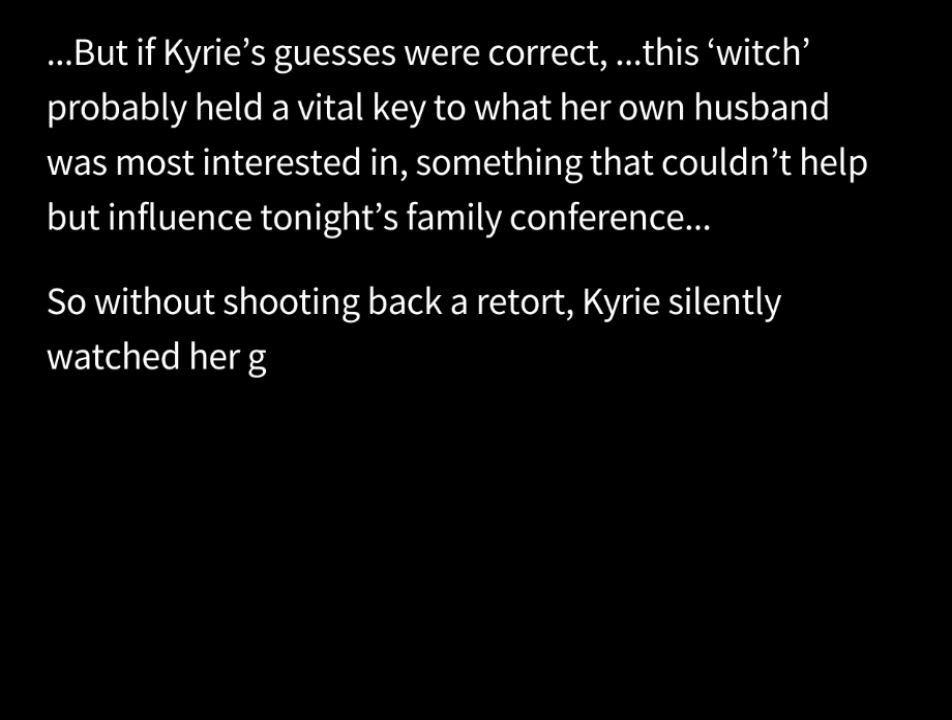 ...But if Kyrie’s guesses were correct, ...this ‘witch’
probably held a vital key to what her own husband
was most interested in, something that couldn’t help
but influence tonight’s family conference...
So without shooting back a retort, Kyrie silently
watched her g